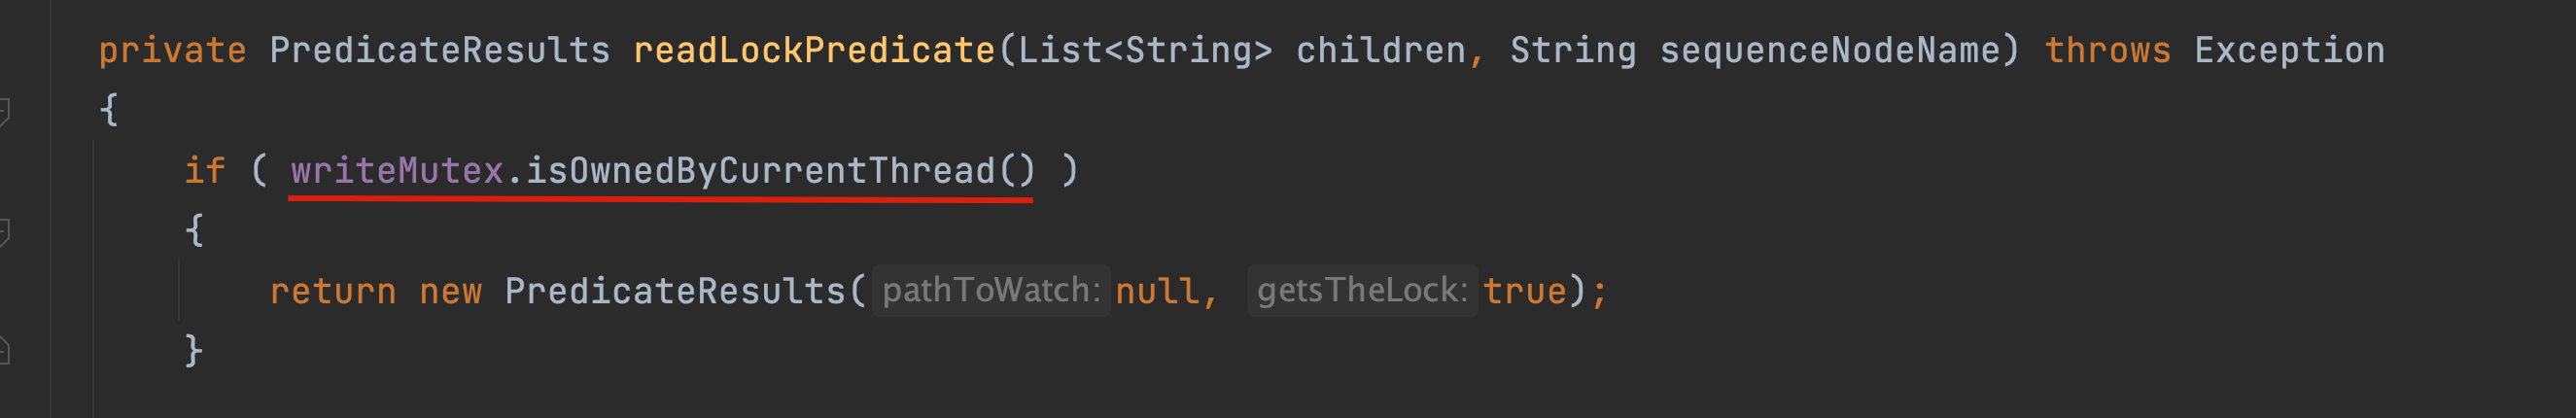 private PredicateResults readLockPredicate(List<String> children, String sequenceNodeName) throws Exception
{
if ( writeMutex.isOwnedByCurrentThread() )
{
return new PredicateResults( pathToWatch: null, getsTheLock: true);
}